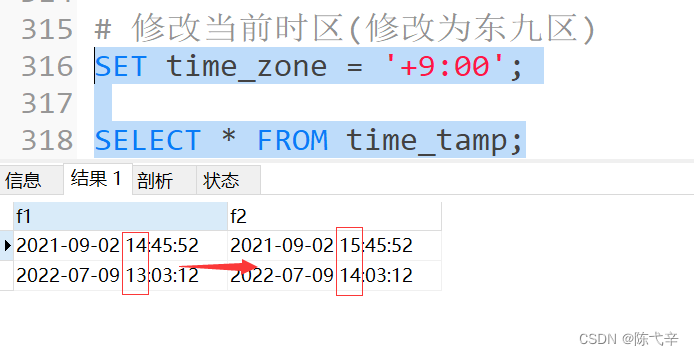 315 # 修改当前时区(修改为东九区)
316 SET time_zone = '+9:00';
317
318 SELECT * FROM time_tamp;
信息 结果 1 剖析 状态
f1 f2
2021-09-02 14:45:52 2021-09-02 15:45:52
2022-07-09 13:03:12 2022-07-09 14:03:12
CSDN @陈弋辛